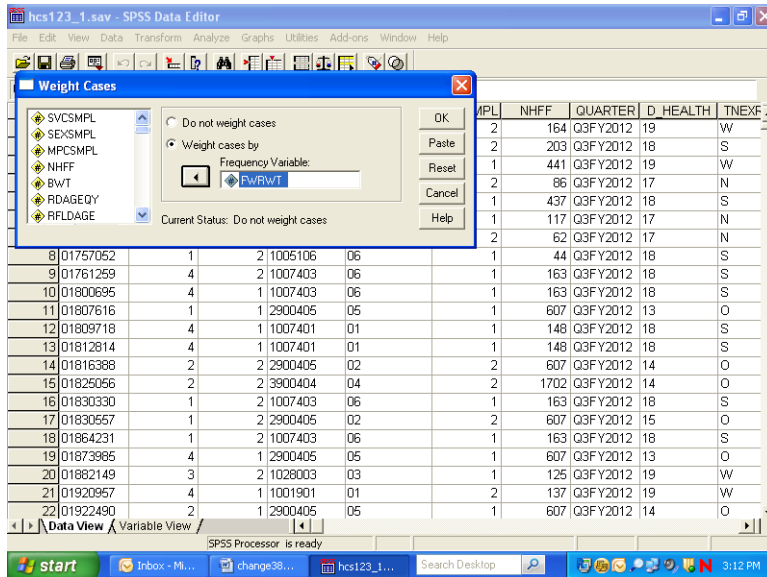 hcs123_1.sav - SPSS Data Editor
File Edit View Data Transform Analyze Graphs Utilities Add-ons Window Help
Weight Cases
SVCSMPL
SEXSMPL
MPCSMPL
NHFF
BWT
RDAGEQY
RFLDAGE
Do not weight cases
Weight cases by
Frequency Variable:
FWRWT
Current Status: Do not weight cases
OK
Paste
Reset
Cancel
Help
MPL NHFF QUARTER D_HEALTH TNEXR
2 164 Q3FY2012 19 W
2 203 Q3FY2012 18 S
1 441 Q3FY2012 19 W
2 86 Q3FY2012 17 N
1 437 Q3FY2012 18 S
1 117 Q3FY2012 17 N
2 62 Q3FY2012 17 N
8 01757052 1 2 1005106 06 1 44 Q3FY2012 18 S
9 01761259 4 2 1007403 06 1 163 Q3FY2012 18 S
10 01800695 4 1 1007403 06 1 163 Q3FY2012 18 S
11 01807616 1 1 2900405 05 1 607 Q3FY2012 13 O
12 01809718 4 1 1007401 01 1 148 Q3FY2012 18 S
13 01812814 4 1 1007401 01 1 148 Q3FY2012 18 S
14 01816388 2 2 2900405 02 2 607 Q3FY2012 14 O
15 01825056 2 2 3900404 04 2 1702 Q3FY2012 14 O
16 01830330 1 2 1007403 06 1 163 Q3FY2012 18 S
17 01830557 1 2 2900405 02 2 607 Q3FY2012 15 O
18 01864231 1 2 1007403 06 1 163 Q3FY2012 18 S
19 01873985 4 1 2900405 05 1 607 Q3FY2012 13 O
20 01882149 3 2 1028003 03 1 125 Q3FY2012 19 W
21 01920957 4 1 1001901 01 2 137 Q3FY2012 19 W
22 01922490 2 1 2900405 05 1 607 Q3FY2012 14 O
Data View Variable View
SPSS Processor is ready
start Inbox - Mi... change38... hcs123_1... Search Desktop 3:12 PM